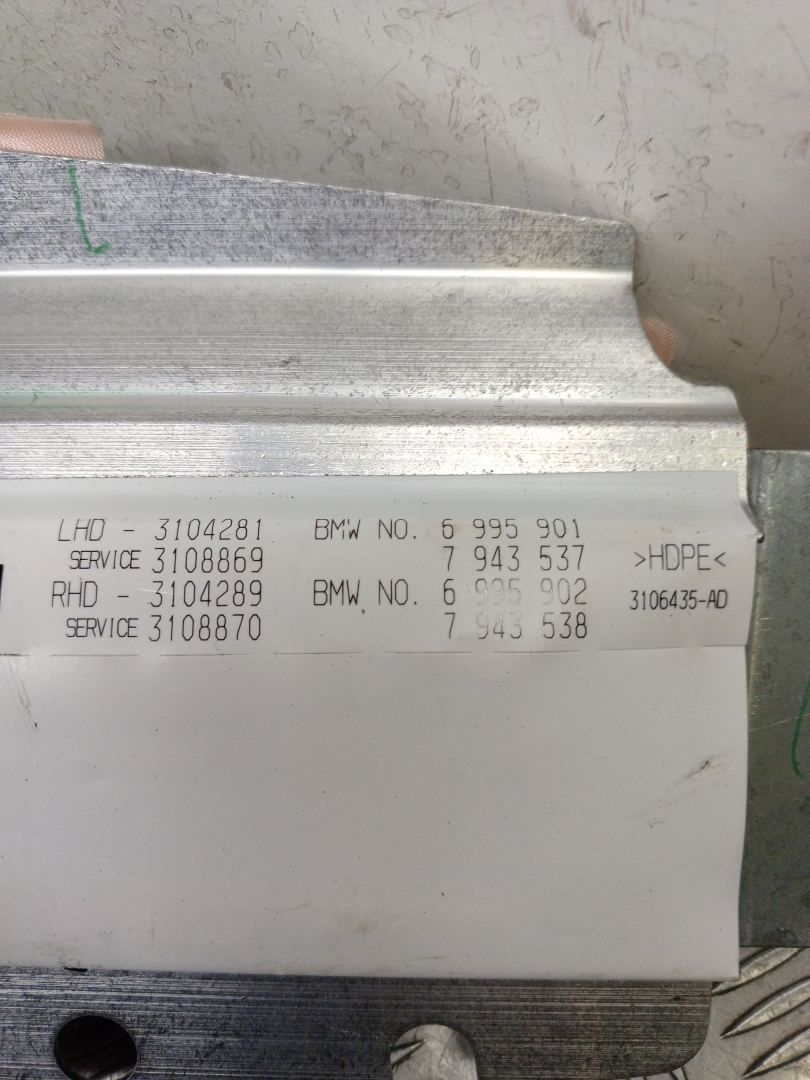 LHD - 3104281 BMW NO. 6 995 901
SERVICE 3108869 7 943 537 >HDPE<
RHD - 3104289 BMW NO. 6 995 902 3106435-AD
SERVICE 3108870 7 943 538